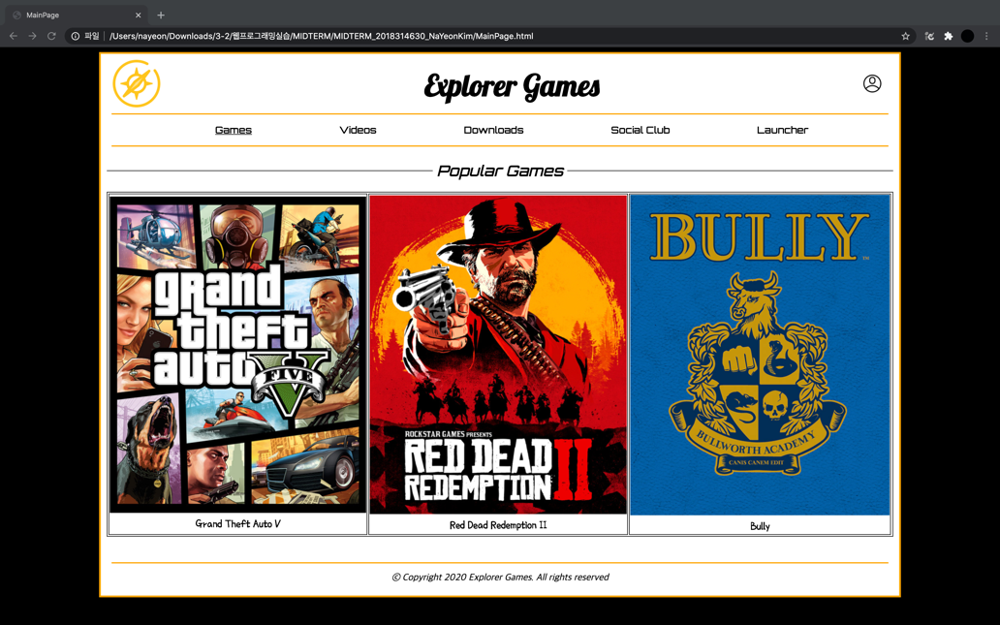 MainPage
파일 /Users/nayeon/Downloads/3-2/웹프로그래밍실습/MIDTERM/MIDTERM_2018314630_NaYeonKim/MainPage.html
Explorer Games
Games Videos Downloads Social Club Launcher
Popular Games
grand
theft
auto
FIVE
ROCKSTAR GAMES PRESENTS
RED DEAD
REDEMPTION II
BULLY
TM
BULLWORTH ACADEMY
CANIS CANEM EDIT
Grand Theft Auto V
Red Dead Redemption II
Bully
© Copyright 2020 Explorer Games. All rights reserved